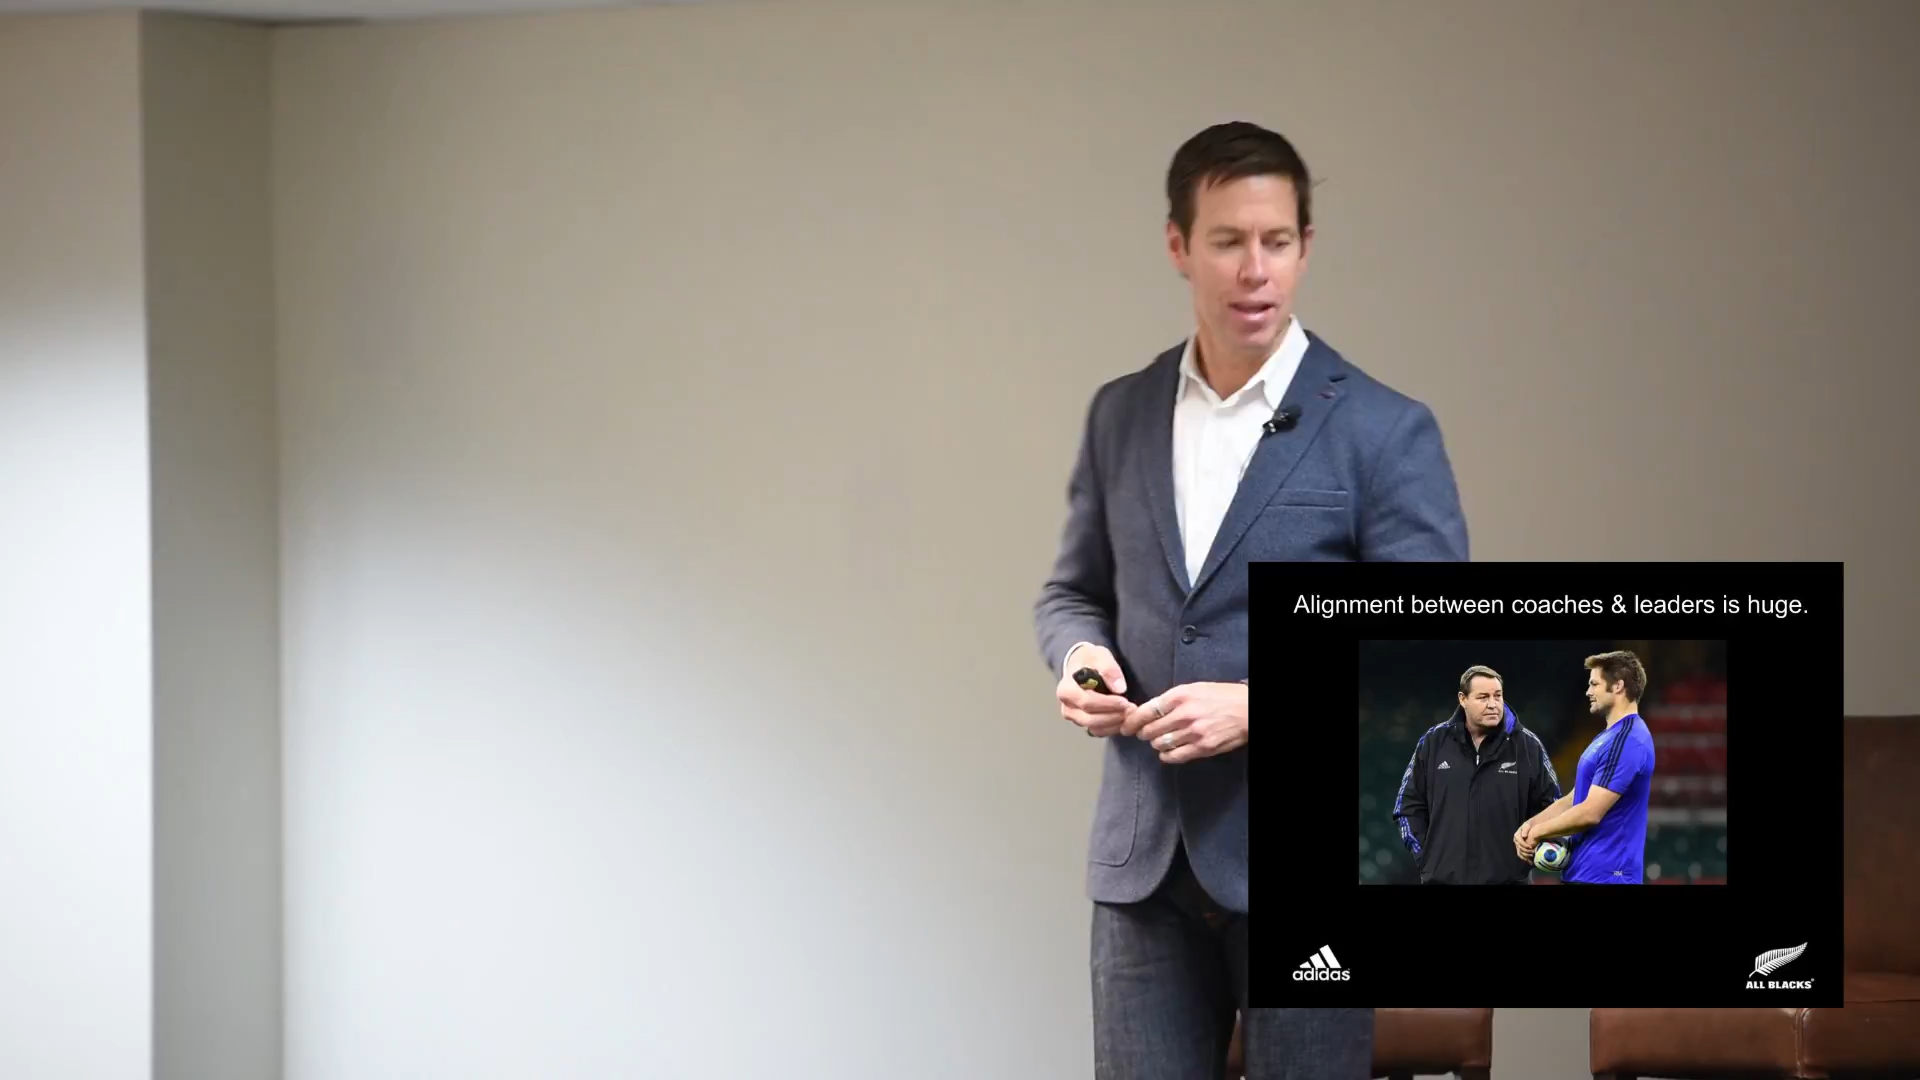 Alignment between coaches & leaders is huge.
adidas
ALL BLACKS